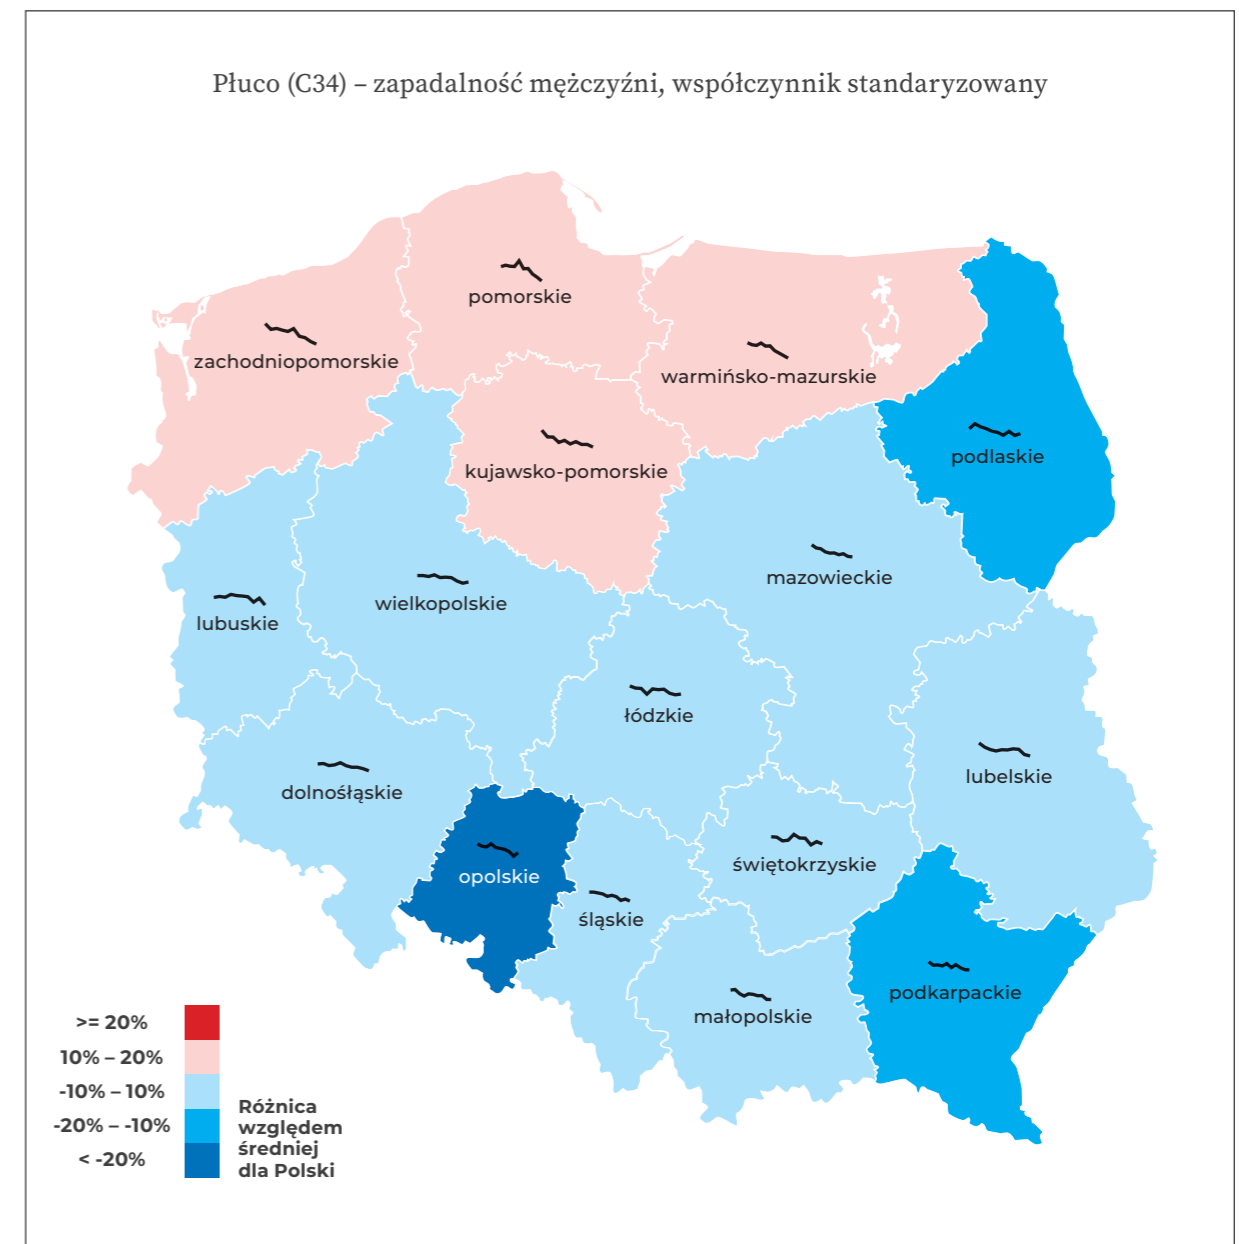 Płuco (C34) – zapadalność mężczyźni, współczynnik standaryzowany
pomorskie
zachodniopomorskie
warmińsko-mazurskie
podlaskie
kujawsko-pomorskie
mazowieckie
wielkopolskie
lubuskie
łódzkie
lubelskie
dolnośląskie
świętokrzyskie
opolskie
śląskie
podkarpackie
małopolskie
>= 20%
10% – 20%
-10% – 10%
-20% – -10%
< -20%
Różnica
względem
średniej
dla Polski